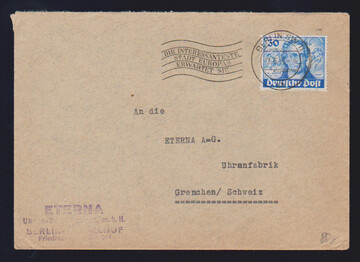 DIE INTERESSANTESTE
STADT EUROPAS
ERWARTET SIE
BERLIN
30
Deutsche Post
An die
ETERNA A-G.
Uhrenfabrik
Grenchen/ Schweiz
ETERNA
BERLIN